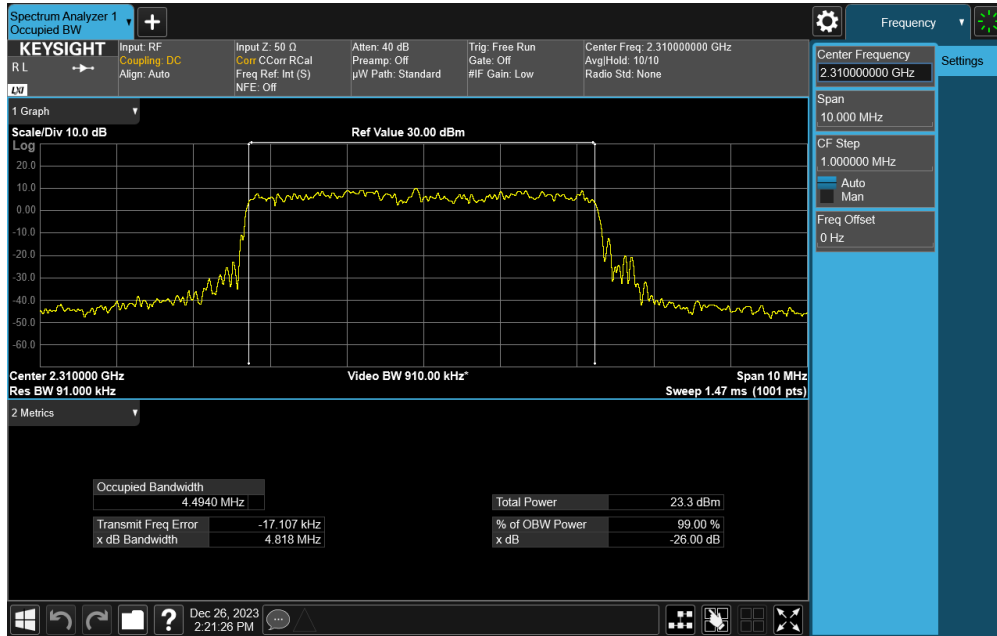 Spectrum Analyzer 1
Occupied BW
Frequency
KEYSIGHT
RL
LXI
Input: RF
Coupling: DC
Align: Auto
Input Z: 50 Ω
Corr CCorr RCal
Freq Ref: Int (S)
NFE: Off
Atten: 40 dB
Preamp: Off
µW Path: Standard
Trig: Free Run
Gate: Off
#IF Gain: Low
Center Freq: 2.310000000 GHz
Avg|Hold: 10/10
Radio Std: None
Center Frequency
2.310000000 GHz
Settings
Span
10.000 MHz
CF Step
1.000000 MHz
Auto
Man
Freq Offset
0 Hz
1 Graph
Scale/Div 10.0 dB
Ref Value 30.00 dBm
Log
20.0
10.0
0.00
-10.0
-20.0
-30.0
-40.0
-50.0
-60.0
Center 2.310000 GHz
Video BW 910.00 kHz*
Span 10 MHz
Res BW 91.000 kHz
Sweep 1.47 ms (1001 pts)
2 Metrics
Occupied Bandwidth
4.4940 MHz
Total Power 23.3 dBm
Transmit Freq Error -17.107 kHz
% of OBW Power 99.00 %
x dB Bandwidth 4.818 MHz
x dB -26.00 dB
Dec 26, 2023
2:21:26 PM